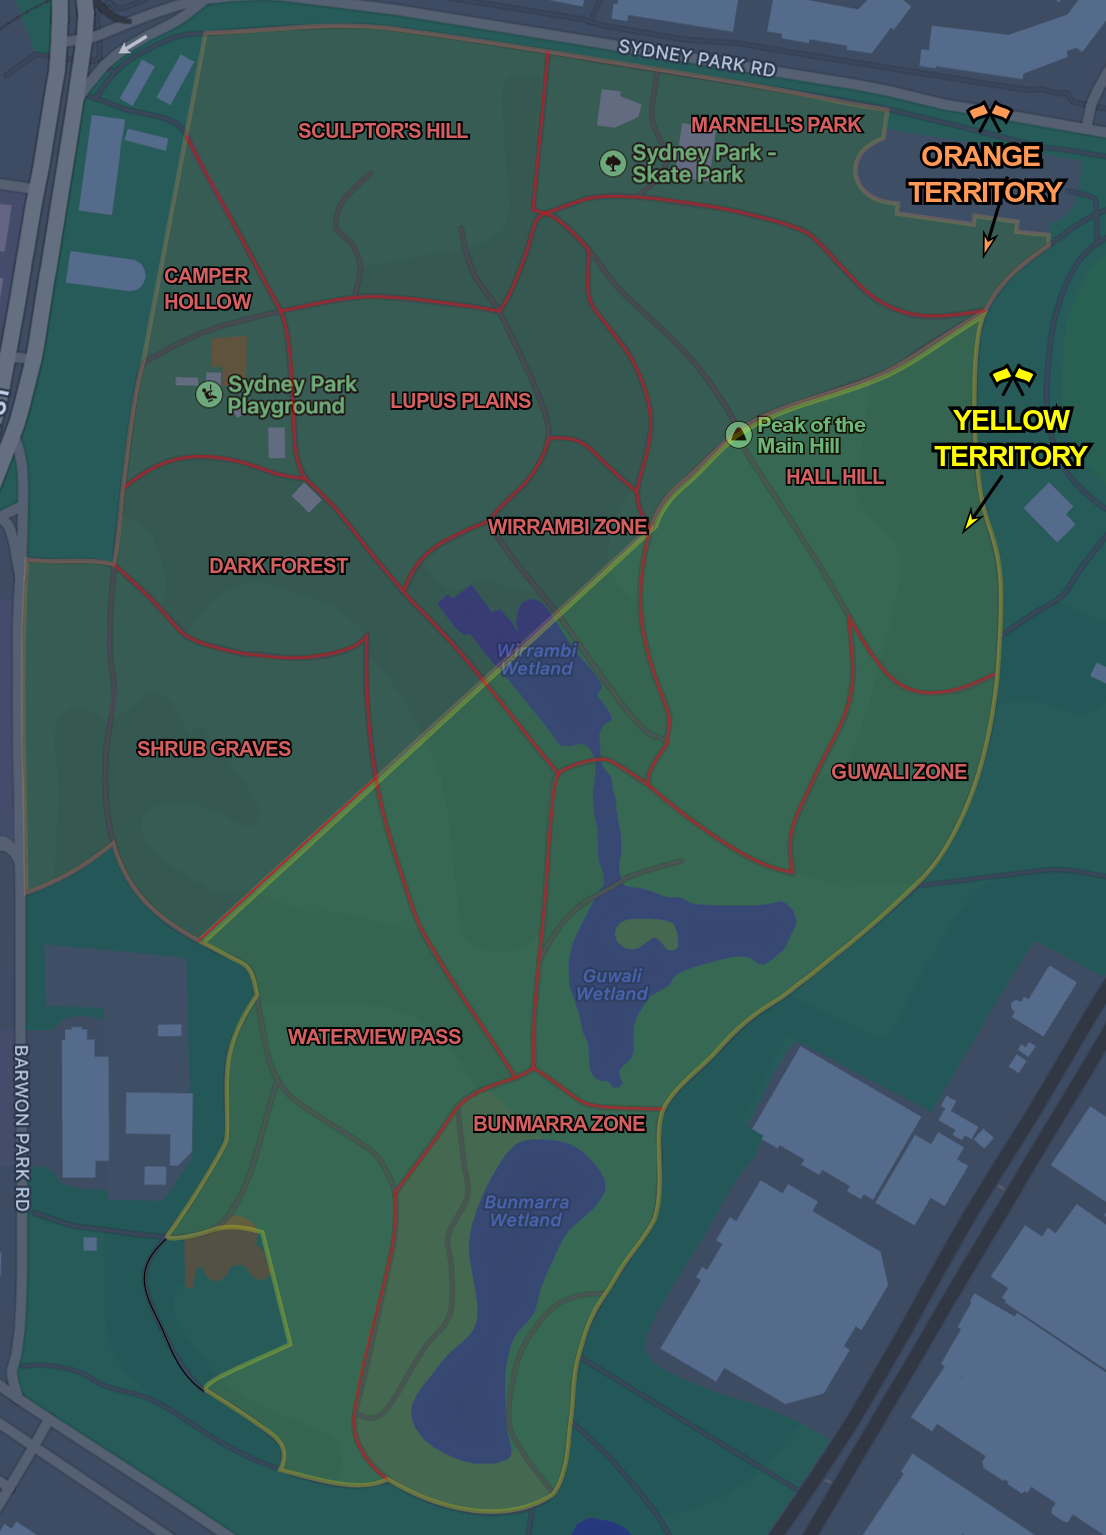 SYDNEY PARK RD
SCULPTOR'S HILL
MARNELL'S PARK
Sydney Park -
Skate Park
ORANGE
TERRITORY
CAMPER
HOLLOW
Sydney Park
Playground
LUPUS PLAINS
YELLOW
TERRITORY
Peak of the
Main Hill
HALL HILL
WIRRAMBI ZONE
DARK FOREST
Wirrambi
Wetland
SHRUB GRAVES
GUWALI ZONE
Guwali
Wetland
WATERVIEW PASS
BARWON PARK RD
BUNMARRA ZONE
Bunmarra
Wetland